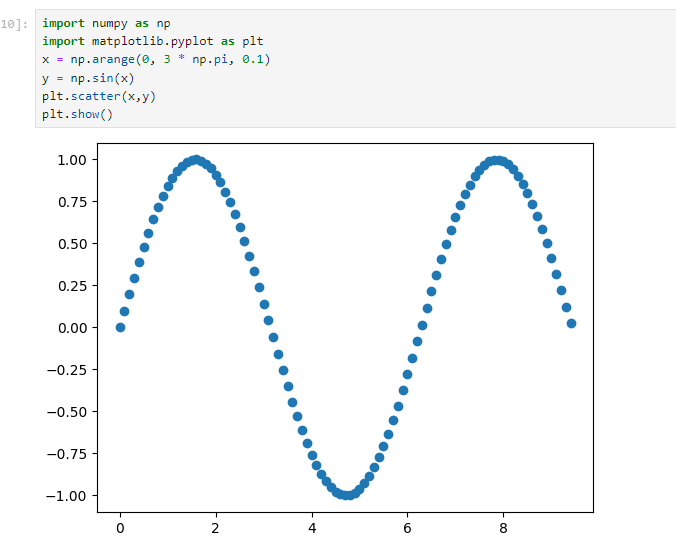 10]:
import numpy as np
import matplotlib.pyplot as plt
x = np.arange(0, 3 * np.pi, 0.1)
y = np.sin(x)
plt.scatter(x,y)
plt.show()
1.00
0.75
0.50
0.25
0.00
−0.25
−0.50
−0.75
−1.00
0 2 4 6 8